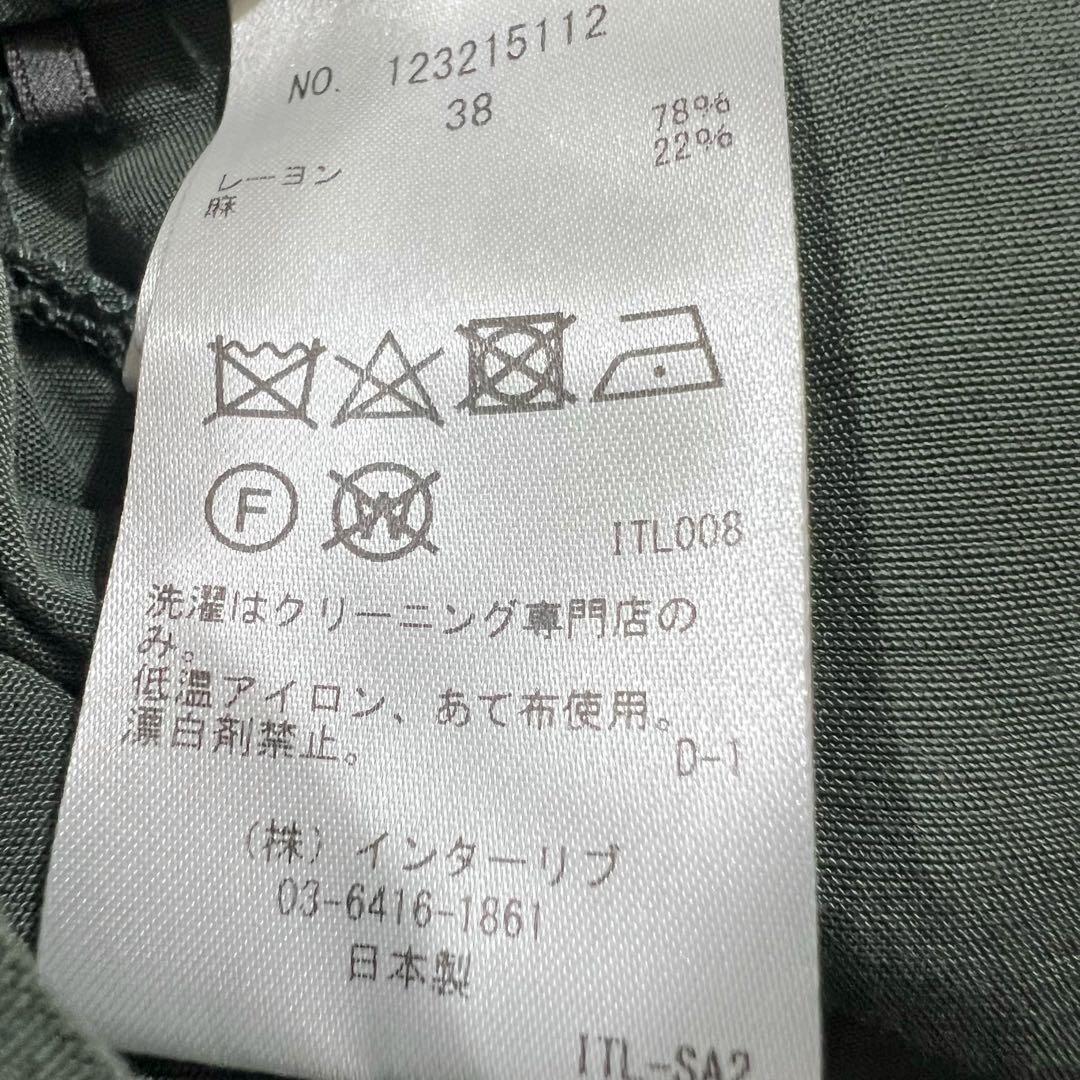 NO. 123215112
38
レーヨン 78%
麻 22%
F W
ITL008
洗濯はクリーニング専門店の
み。
低温アイロン、あて布使用。
漂白剤禁止。
D-1
(株)インターリブ
03-6416-1861
日本製
ITL-SA2